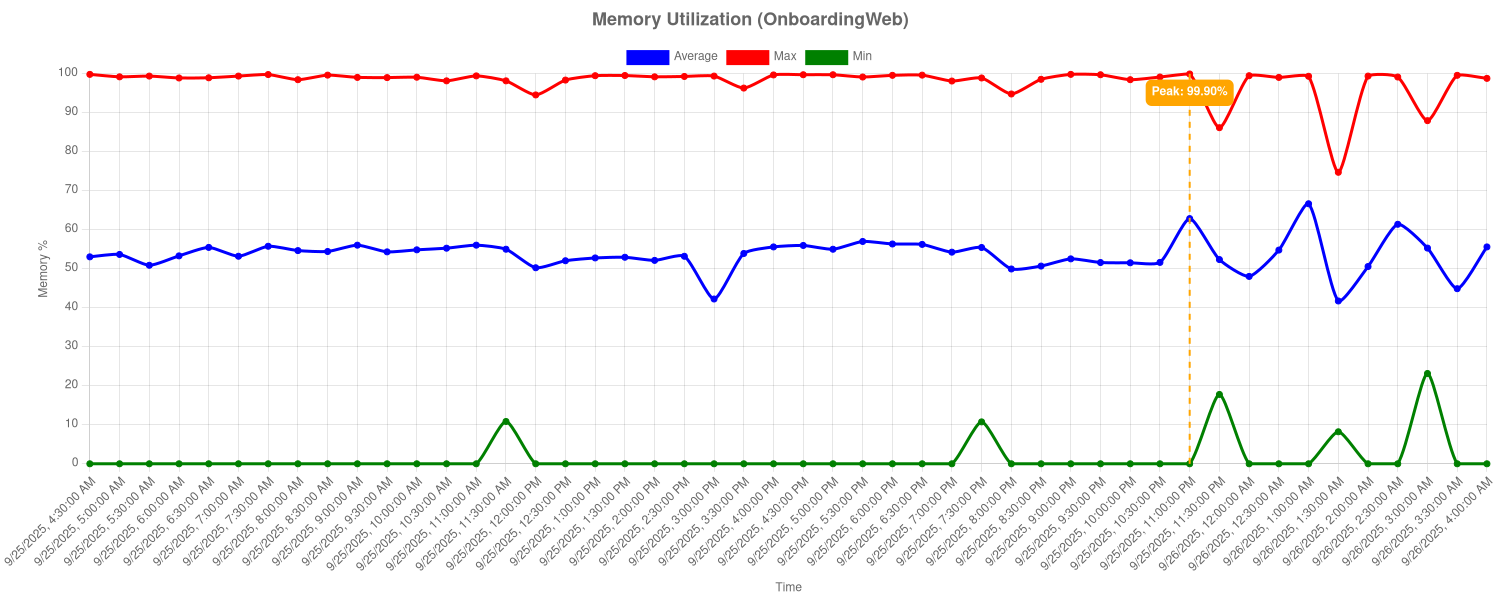 Memory Utilization (OnboardingWeb)
Average Max Min
100
90
80
70
60
50
40
30
20
10
0
Memory %
Peak: 99.90%
9/25/2025, 4:30:00 AM
9/25/2025, 5:00:00 AM
9/25/2025, 5:30:00 AM
9/25/2025, 6:00:00 AM
9/25/2025, 6:30:00 AM
9/25/2025, 7:00:00 AM
9/25/2025, 7:30:00 AM
9/25/2025, 8:00:00 AM
9/25/2025, 8:30:00 AM
9/25/2025, 9:00:00 AM
9/25/2025, 9:30:00 AM
9/25/2025, 10:00:00 AM
9/25/2025, 10:30:00 AM
9/25/2025, 11:00:00 AM
9/25/2025, 11:30:00 AM
9/25/2025, 12:00:00 PM
9/25/2025, 12:30:00 PM
9/25/2025, 1:00:00 PM
9/25/2025, 1:30:00 PM
9/25/2025, 2:00:00 PM
9/25/2025, 2:30:00 PM
9/25/2025, 3:00:00 PM
9/25/2025, 3:30:00 PM
9/25/2025, 4:00:00 PM
9/25/2025, 4:30:00 PM
9/25/2025, 5:00:00 PM
9/25/2025, 5:30:00 PM
9/25/2025, 6:00:00 PM
9/25/2025, 6:30:00 PM
9/25/2025, 7:00:00 PM
9/25/2025, 7:30:00 PM
9/25/2025, 8:00:00 PM
9/25/2025, 8:30:00 PM
9/25/2025, 9:00:00 PM
9/25/2025, 9:30:00 PM
9/25/2025, 10:00:00 PM
9/25/2025, 10:30:00 PM
9/25/2025, 11:00:00 PM
9/25/2025, 11:30:00 PM
9/26/2025, 12:00:00 AM
9/26/2025, 12:30:00 AM
9/26/2025, 1:00:00 AM
9/26/2025, 1:30:00 AM
9/26/2025, 2:00:00 AM
9/26/2025, 2:30:00 AM
9/26/2025, 3:00:00 AM
9/26/2025, 3:30:00 AM
9/26/2025, 4:00:00 AM
Time